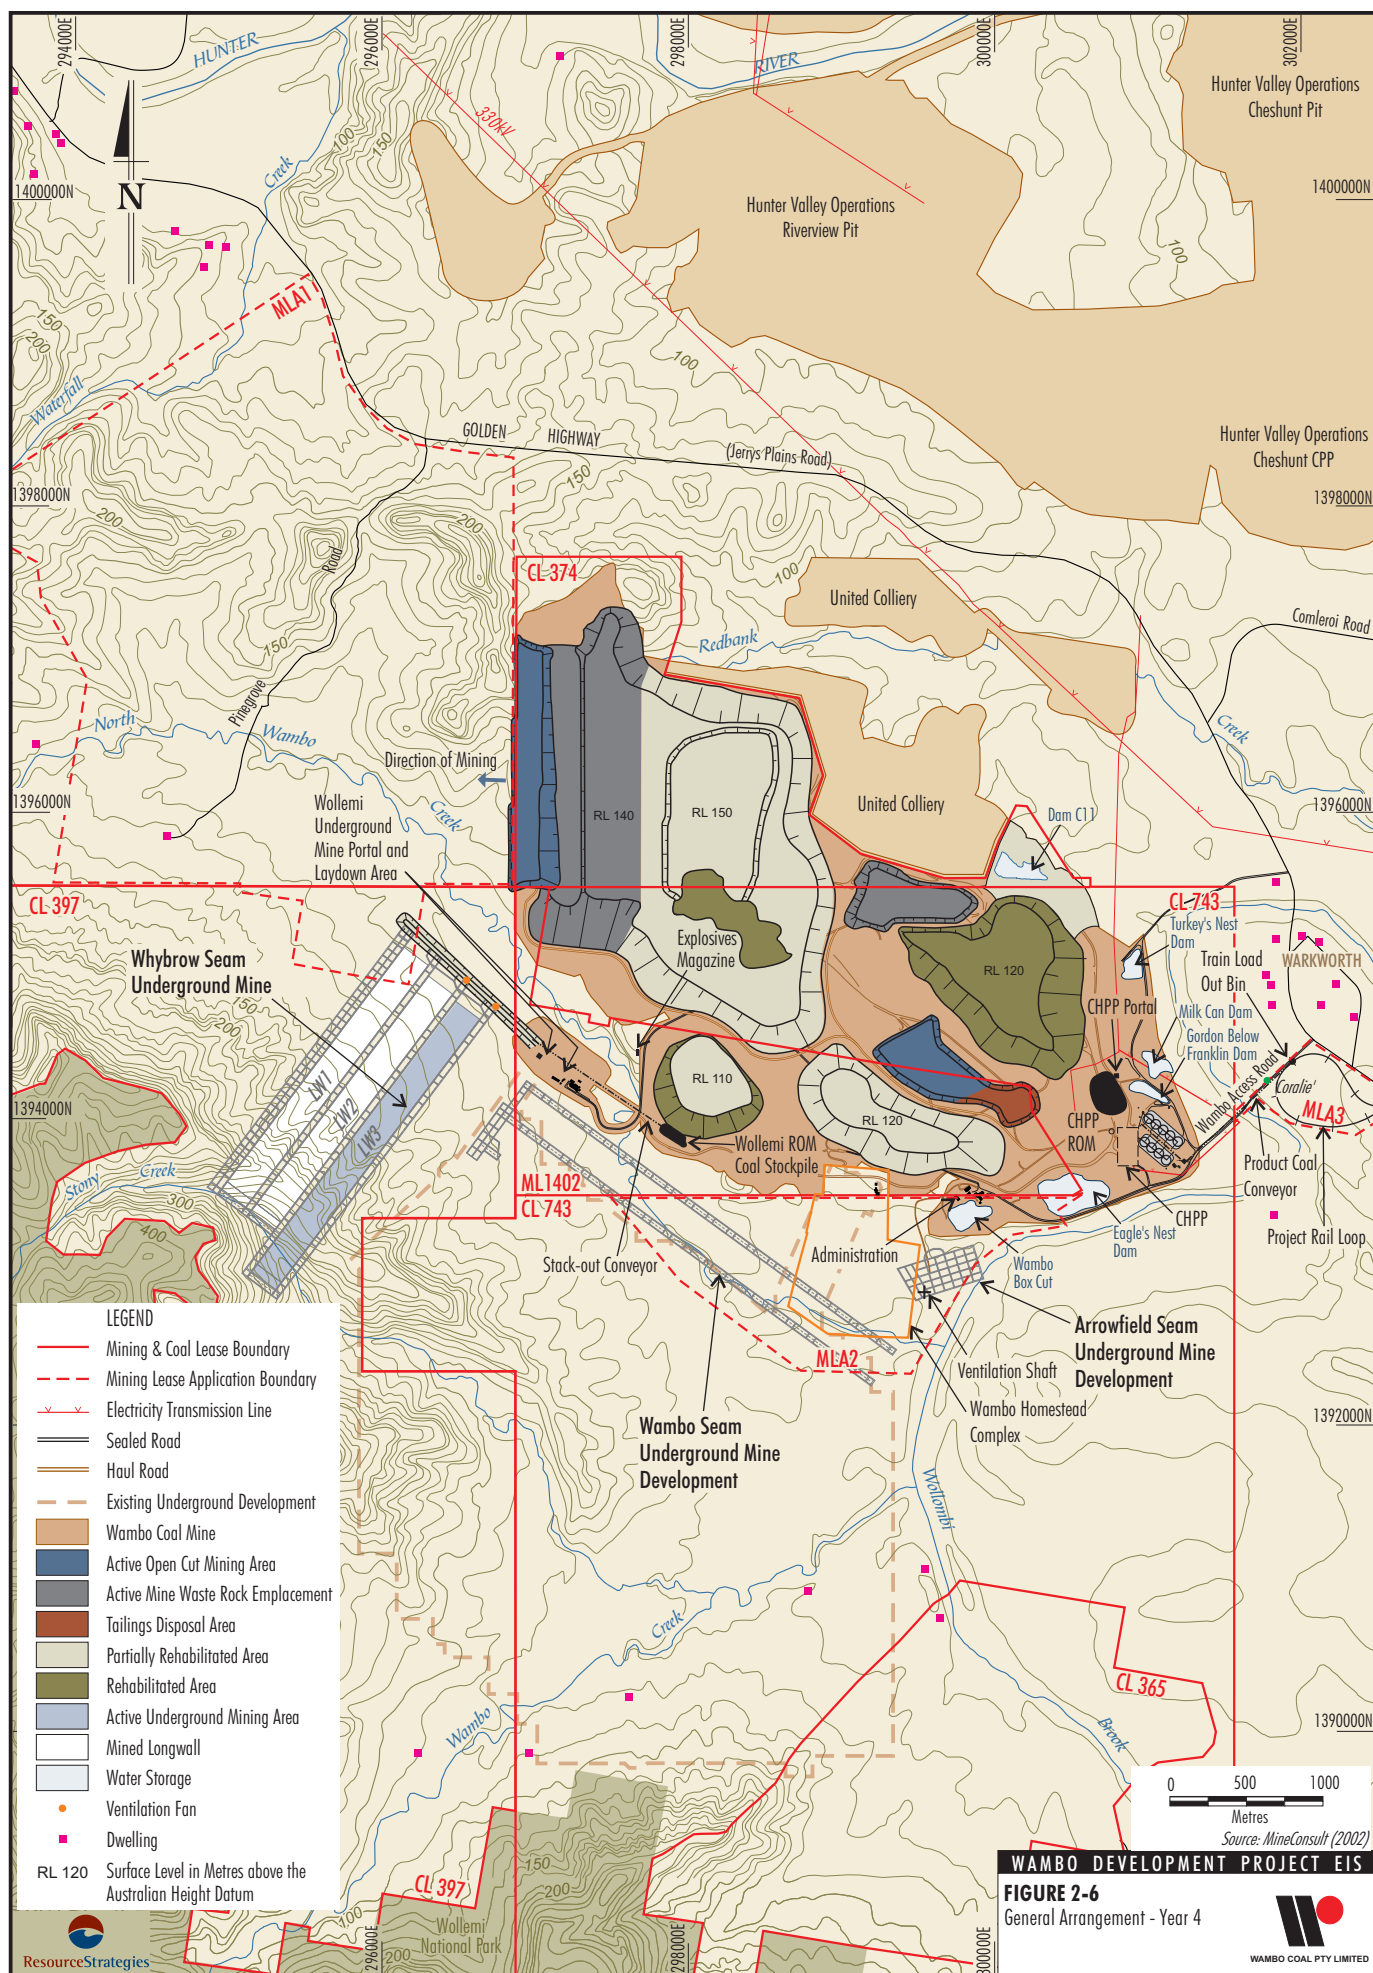 294000E
296000E
298000E
300000E
302000E
HUNTER
RIVER
Hunter Valley Operations
Cheshunt Pit
330kV
100
150
Creek
1400000N
N
1400000N
Hunter Valley Operations
Riverview Pit
100
MLA1
150
200
100
Waterfall
GOLDEN HIGHWAY
(Jerrys Plains Road)
Hunter Valley Operations
Cheshunt CPP
150
1398000N
1398000N
200
200
Road
CL 374
100
United Colliery
Comleroi Road
Redbank
150
Pinegrove
North
Wambo
Creek
Direction of Mining
1396000N
1396000N
Wollemi
Underground
Mine Portal and
Laydown Area
Creek
RL 140
RL 150
United Colliery
Dam C11
CL 397
CL 743
Turkey's Nest
Dam
Whybrow Seam
Underground Mine
Explosives
Magazine
RL 120
Train Load
Out Bin
WARKWORTH
150
200
CHPP Portal
Milk Can Dam
Gordon Below
Franklin Dam
LW1
LW2
LW3
RL 110
1394000N
RL 120
CHPP
ROM
Wambo Access Road
'Coralie'
MLA3
Wollemi ROM
Coal Stockpile
Product Coal
Conveyor
Stony
Creek
300
400
ML1402
CL 743
CHPP
Project Rail Loop
Eagle's Nest
Dam
Stack-out Conveyor
Administration
Wambo
Box Cut
Arrowfield Seam
Underground Mine
Development
MLA2
Ventilation Shaft
Wambo Homestead
Complex
1392000N
Wambo Seam
Underground Mine
Development
Wollombi
LEGEND
Mining & Coal Lease Boundary
Mining Lease Application Boundary
Electricity Transmission Line
Sealed Road
Haul Road
Existing Underground Development
Wambo Coal Mine
Active Open Cut Mining Area
Active Mine Waste Rock Emplacement
Tailings Disposal Area
Partially Rehabilitated Area
Rehabilitated Area
Active Underground Mining Area
Mined Longwall
Water Storage
Ventilation Fan
Dwelling
RL 120 Surface Level in Metres above the
Australian Height Datum
Creek
CL 365
Wambo
Brook
1390000N
0 500 1000
Metres
Source: MineConsult (2002)
150
200
CL 397
100
Wollemi
National Park
200
296000E
298000E
300000E
WAMBO DEVELOPMENT PROJECT EIS
FIGURE 2-6
General Arrangement - Year 4
WAMBO COAL PTY LIMITED
ResourceStrategies